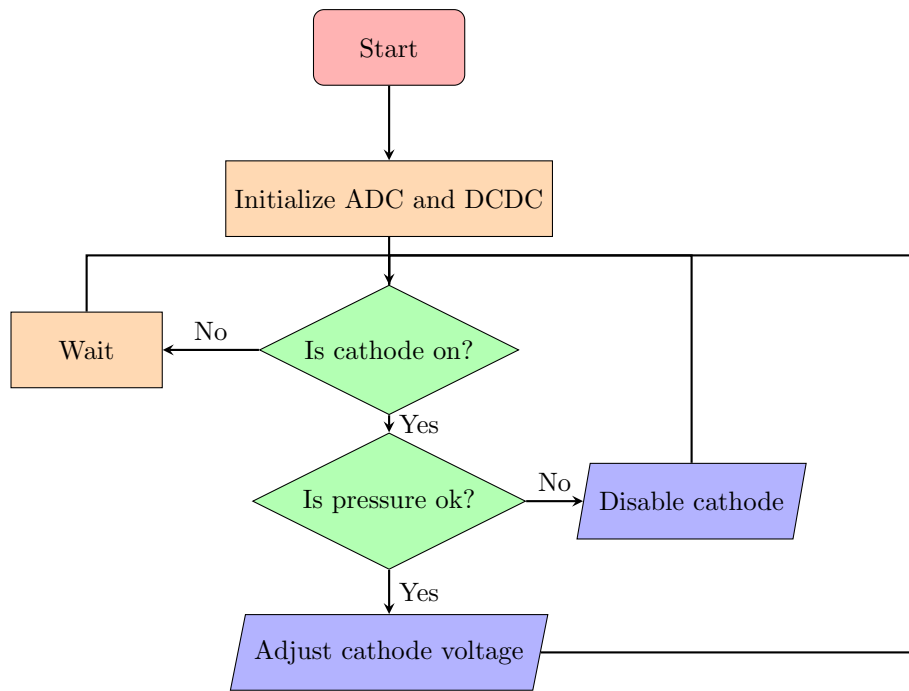 Start
Initialize ADC and DCDC
No
Wait
Is cathode on?
Yes
Is pressure ok?
No
Disable cathode
Yes
Adjust cathode voltage